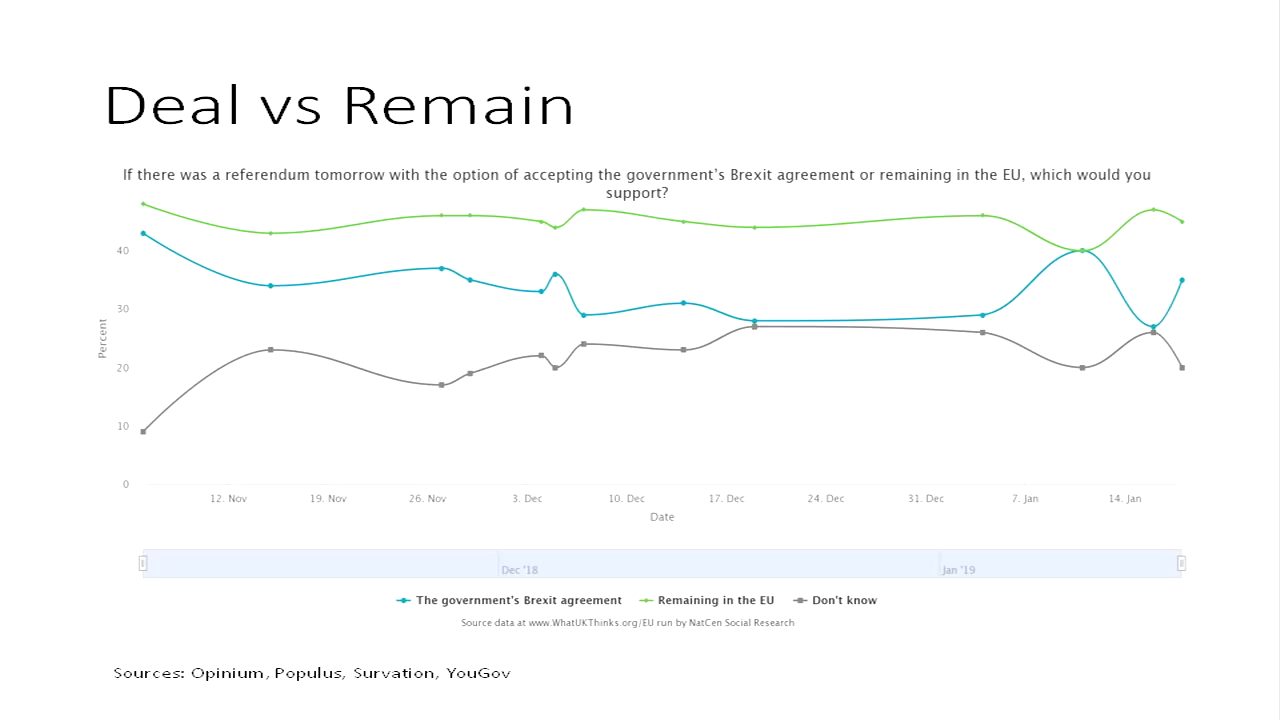 Deal vs Remain
If there was a referendum tomorrow with the option of accepting the government's Brexit agreement or remaining in the EU, which would you
support?
40
30
20
10
0
Percent
12. Nov 19. Nov 26. Nov 3. Dec 10. Dec 17. Dec 24. Dec 31. Dec 7. Jan 14. Jan
Date
Dec '18 Jan '19
The government's Brexit agreement Remaining in the EU Don't know
Source data at www.WhatUKThinks.org/EU run by NatCen Social Research
Sources: Opinium, Populus, Survation, YouGov